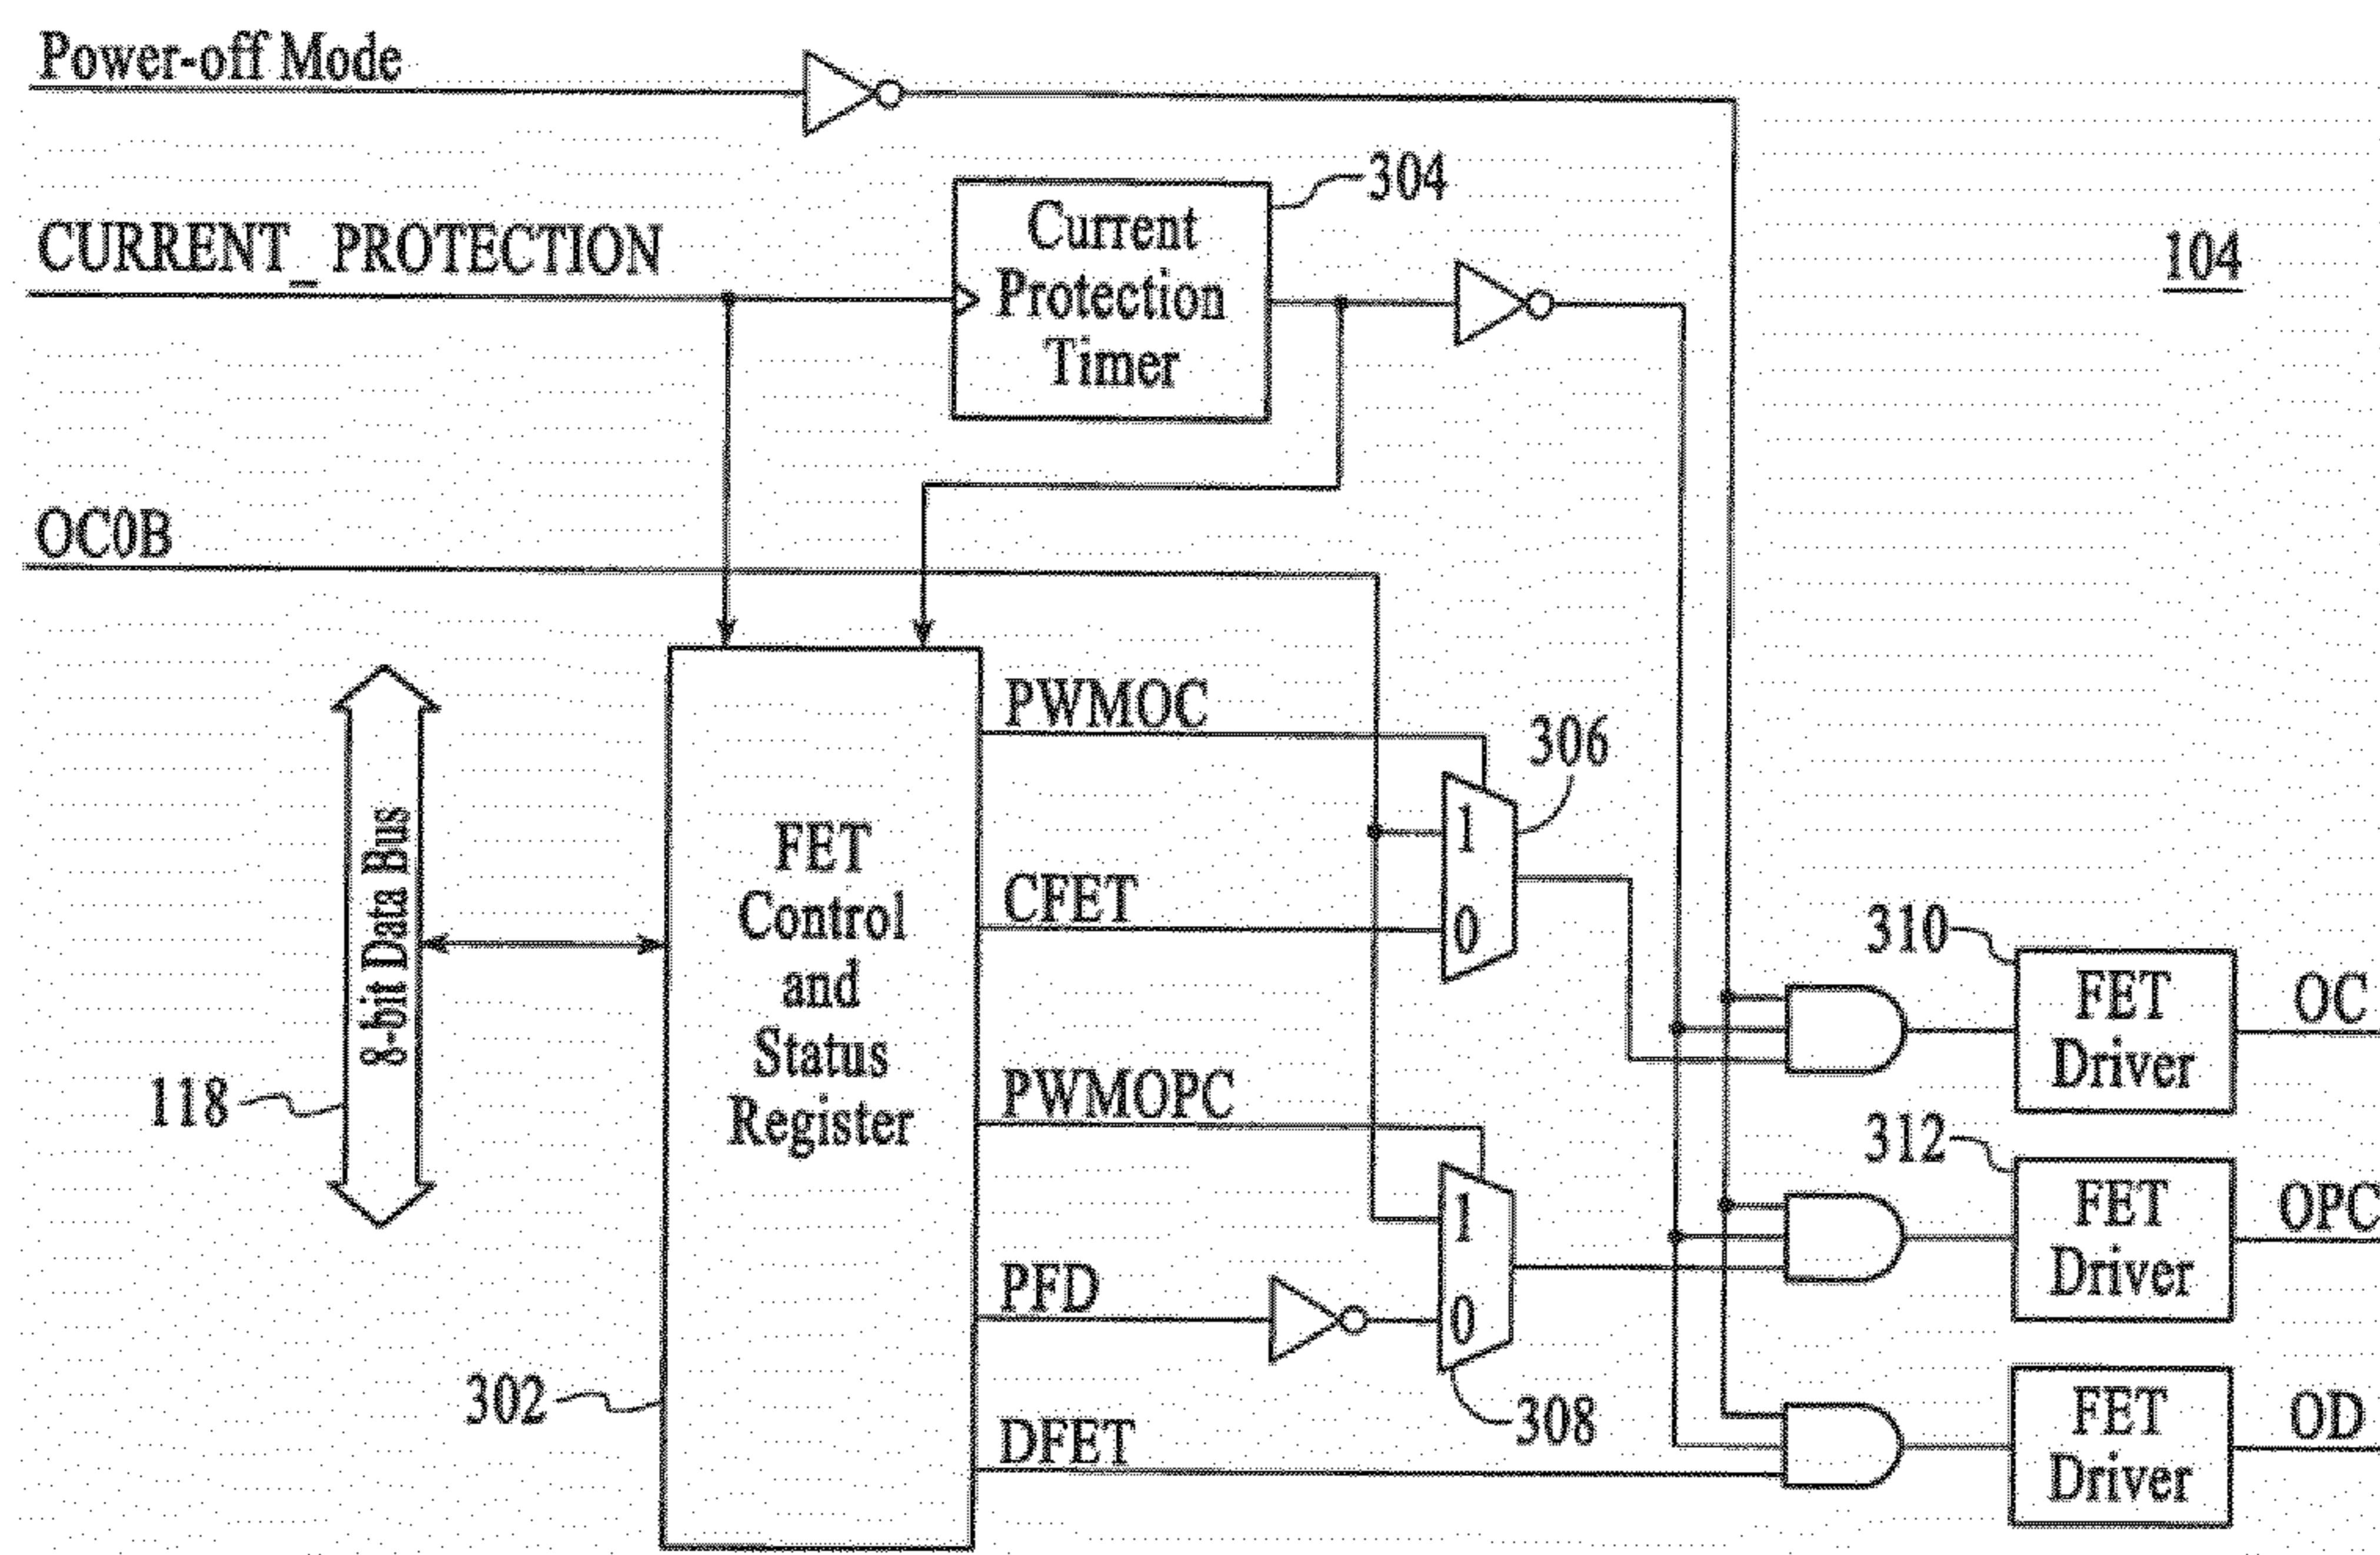 Power-off Mode
304
Current
Protection
Timer
CURRENT_ PROTECTION
104
OC0B
PWMOC
306
1
0
CFET
FET
Control
and
Status
Register
8-bit Data Bus
118
310
FET
Driver
OC
PWMOPC
312
1
0
FET
Driver
OPC
PFD
302
308
DFET
FET
Driver
OD